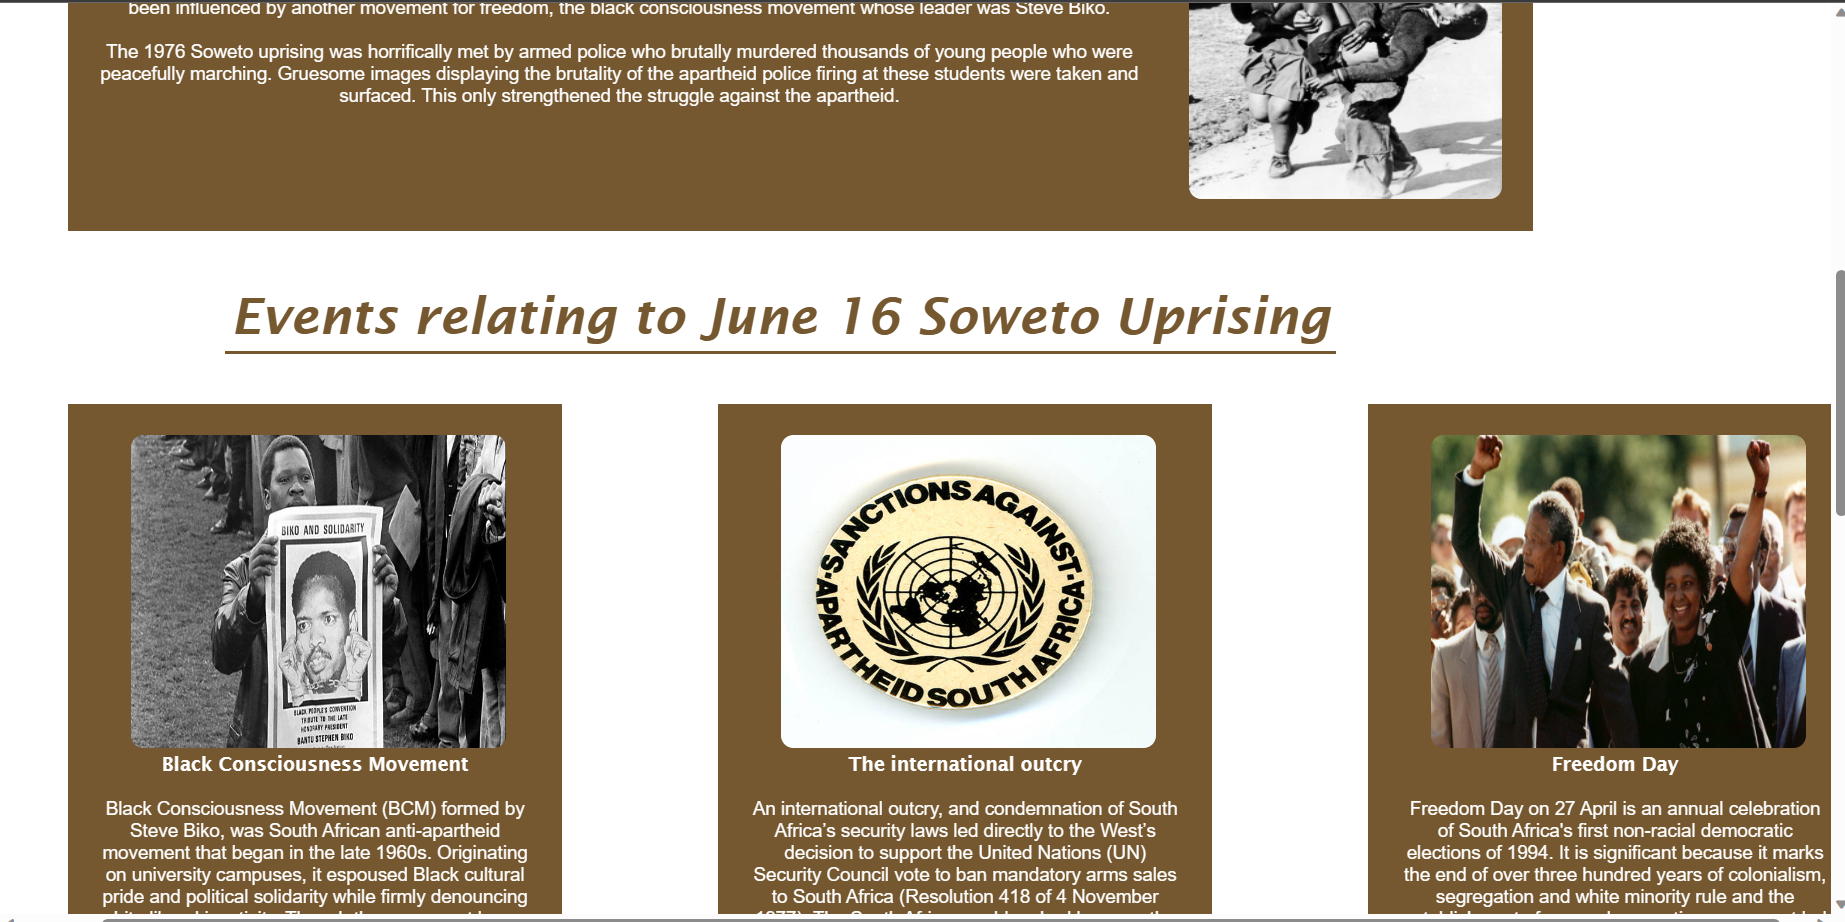 been influenced by another movement for freedom, the black consciousness movement whose leader was Steve Biko.
The 1976 Soweto uprising was horrifically met by armed police who brutally murdered thousands of young people who were
peacefully marching. Gruesome images displaying the brutality of the apartheid police firing at these students were taken and
surfaced. This only strengthened the struggle against the apartheid.
Events relating to June 16 Soweto Uprising
BIKO AND SOLIDARITY
BLACK PEOPLE'S CONVENTION
TRIBUTE TO THE LATE
HONORARY PRESIDENT
BANTU STEPHEN BIKO
Black Consciousness Movement
Black Consciousness Movement (BCM) formed by
Steve Biko, was South African anti-apartheid
movement that began in the late 1960s. Originating
on university campuses, it espoused Black cultural
pride and political solidarity while firmly denouncing
SANCTIONS AGAINST
APARTHEID SOUTH AFRICA
The international outcry
An international outcry, and condemnation of South
Africa’s security laws led directly to the West’s
decision to support the United Nations (UN)
Security Council vote to ban mandatory arms sales
to South Africa (Resolution 418 of 4 November
Freedom Day
Freedom Day on 27 April is an annual celebration
of South Africa's first non-racial democratic
elections of 1994. It is significant because it marks
the end of over three hundred years of colonialism,
segregation and white minority rule and the